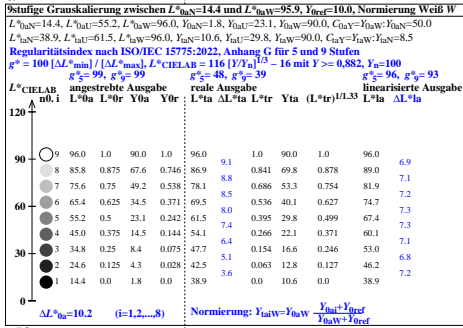 9stufige Grauskalierung zwischen L*0aN=14.4 und L*0aW=95.9, Y0ref=10.0, Normierung Weiß W
L*0aN=14.4, L*0aU=55.2, L*0aW=96.0, Y0aN=1.8, Y0aU=23.1, Y0aW=90.0, C0aY=Y0aW:Y0aN=50.0
L*taN=38.9, L*taU=61.5, L*taW=96.0, YtaN=10.6, YtaU=29.8, YtaW=90.0, CtaY=YtaW:YtaN=8.5
Regularitätsindex nach ISO/IEC 15775:2022, Anhang G für 5 und 9 Stufen
g* = 100 [ΔL*min] / [ΔL*max], L*CIELAB = 116 [Y/Yn]1/3 − 16 mit Y >= 0,882, Yn=100
g*5= 99, g*9= 99 g*5= 48, g*9= 39 g*5= 96, g*9= 93
L*CIELAB angestrebte Ausgabe reale Ausgabe linearisierte Ausgabe
n0. i L*0a L*0r Y0a Y0r L*ta ΔL*ta L*tr Yta (L*tr)1/1.33 L*la ΔL*la
120
90
9 96.0 1.0 90.0 1.0 96.0 1.0 90.0 1.0 96.0
9.1 6.9
8 85.8 0.875 67.6 0.746 86.9 0.841 69.8 0.878 89.0
8.8 7.1
7 75.6 0.75 49.2 0.538 78.1 0.686 53.3 0.754 81.9
8.5 7.2
60
6 65.4 0.625 34.5 0.371 69.5 0.536 40.1 0.627 74.7
8.0 7.3
5 55.2 0.5 23.1 0.242 61.5 0.395 29.8 0.499 67.4
7.4 7.3
4 45.0 0.375 14.5 0.144 54.1 0.266 22.1 0.371 60.1
6.4 7.1
30
3 34.8 0.25 8.4 0.075 47.7 0.154 16.6 0.246 53.0
5.1 6.8
2 24.6 0.125 4.3 0.028 42.5 0.063 12.8 0.127 46.2
3.6 7.2
1 14.4 0.0 1.8 0.0 38.9 0.0 10.6 0.0 38.9
0
ΔL*0a=10.2 (i=1,2,...,8) Normierung: YtaiW=Y0aW (Y0ai+Y0ref)/(Y0aW+Y0ref)